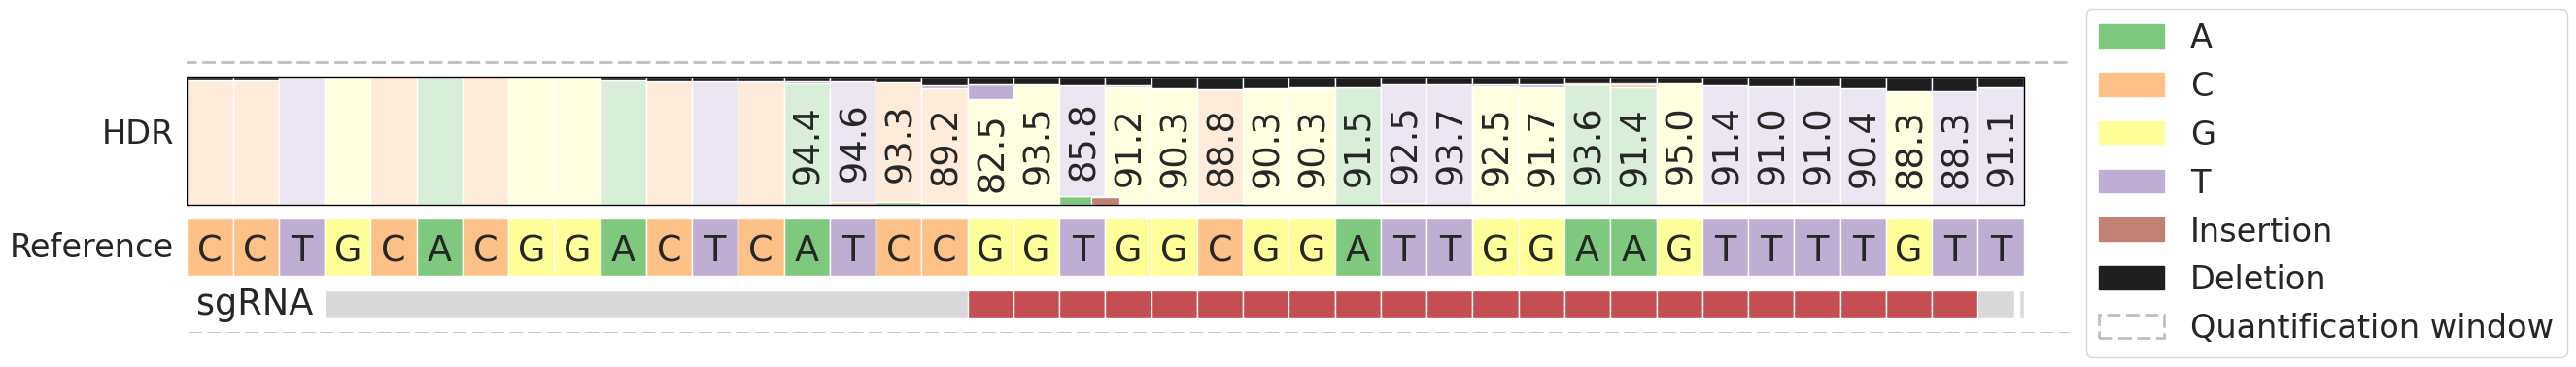 HDR 94.4 94.6 93.3 89.2 82.5 93.5 85.8 91.2 90.3 88.8 90.3 90.3 91.5 92.5 93.7 92.5 91.7 93.6 91.4 95.0 91.4 91.0 91.0 90.4 88.3 88.3 91.1
Reference C C T G C A C G G A C T C A T C C G G T G G C G G A T T G G A A G T T T T G T T
sgRNA
A
C
G
T
Insertion
Deletion
Quantification window